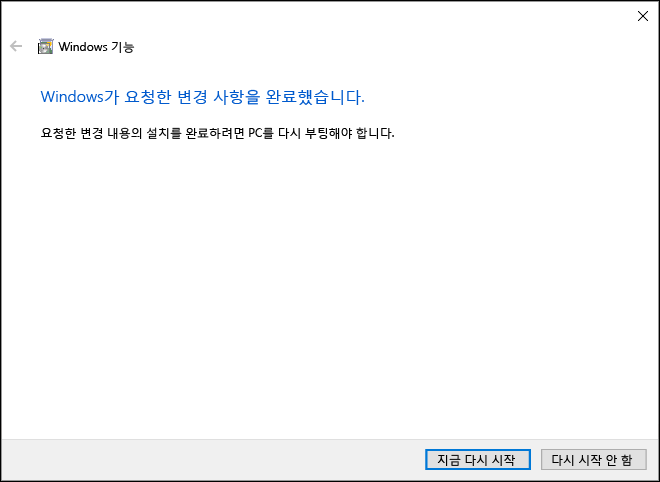 Windows 기능
Windows가 요청한 변경 사항을 완료했습니다.
요청한 변경 내용의 설치를 완료하려면 PC를 다시 부팅해야 합니다.
지금 다시 시작
다시 시작 안 함